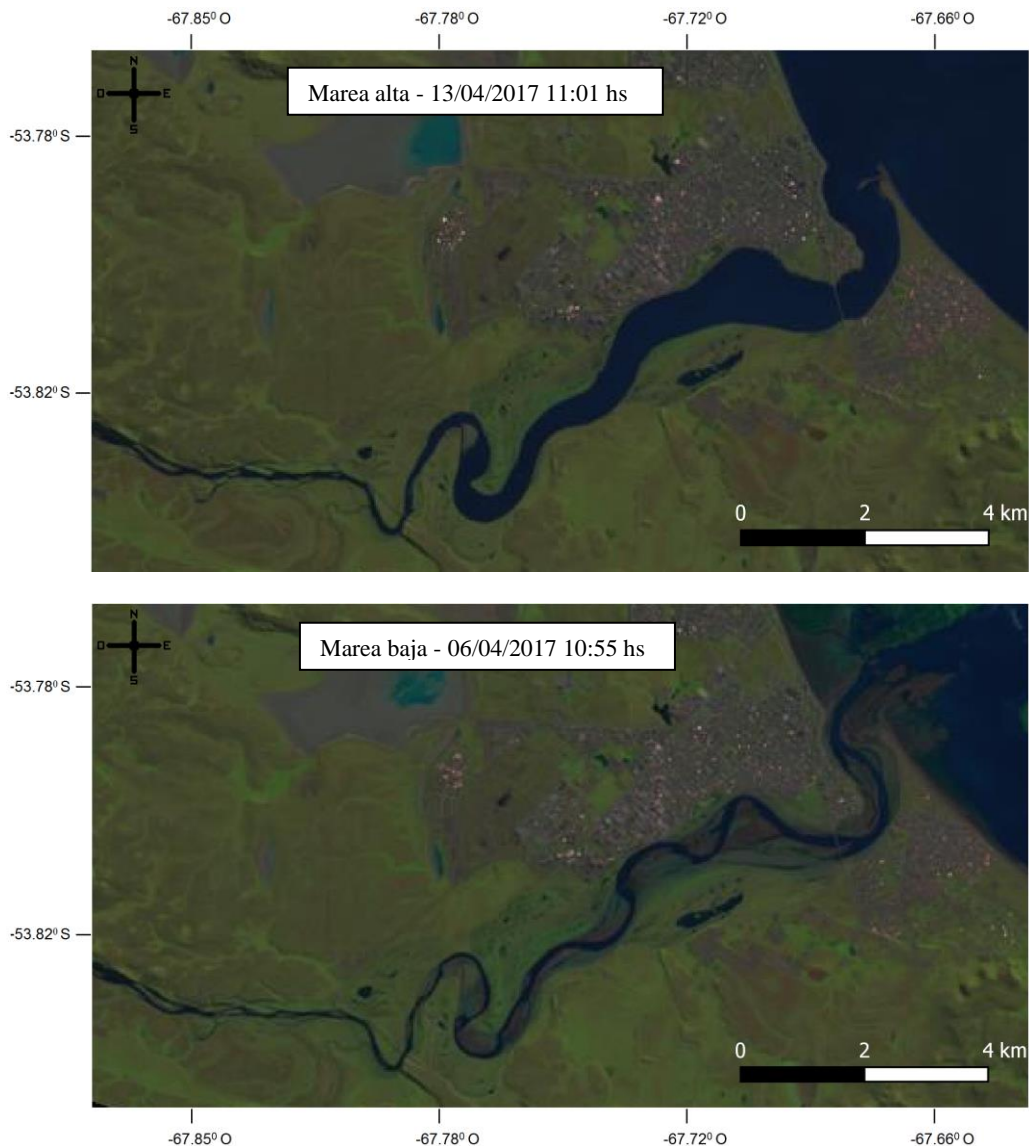 -67.85⁰ O -67.78⁰ O -67.72⁰ O -67.66⁰ O
N
Marea alta - 13/04/2017 11:01 hs
O E
S
-53.78⁰ S
-53.82⁰ S
0 2 4 km
N
Marea baja - 06/04/2017 10:55 hs
O E
S
-53.78⁰ S
-53.82⁰ S
0 2 4 km
-67.85⁰ O -67.78⁰ O -67.72⁰ O -67.66⁰ O